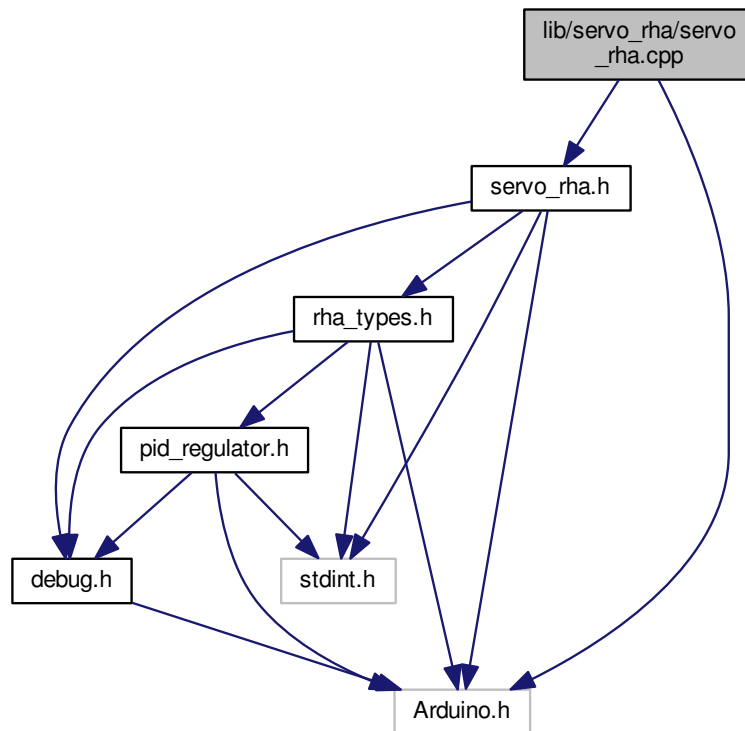 lib/servo_rha/servo
_rha.cpp
servo_rha.h
rha_types.h
pid_regulator.h
debug.h
stdint.h
Arduino.h